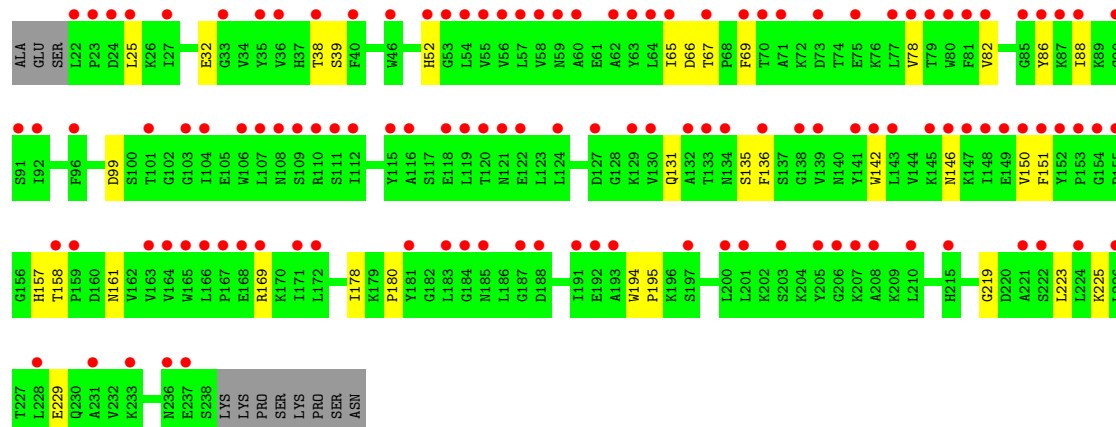 ALA GLU SER L22 P23 D24 L25 K26 I27 E32 G33 V34 Y35 V36 H37 T38 S39 F40 W46 H52 G53 L54 V55 V56 L57 V58 N59 A60 E61 A62 Y63 L64 I65 D66 T67 P68 F69 T70 A71 K72 D73 T74 E75 K76 L77 V78 T79 W80 F81 V82 G85 Y86 K87 I88 K89
S91 I92 F96 D99 S100 T101 G102 G103 I104 E105 W106 L107 N108 S109 R110 S111 I112 Y115 A116 S117 E118 L119 T120 N121 E122 L123 L124 D127 G128 K129 V130 Q131 A132 T133 N134 S135 F136 S137 G138 V139 N140 Y141 W142 L143 V144 K145 N146 K147 I148 E149 V150 F151 Y152 P153 G154
G156 H157 T158 P159 D160 N161 V162 V163 V164 W165 L166 P167 E168 R169 K170 I171 L172 I178 K179 P180 Y181 G182 L183 G184 N185 L186 G187 D188 I191 E192 A193 W194 P195 K196 S197 L200 L201 K202 S203 K204 Y205 G206 K207 A208 K209 L210 H215 G219 D220 A221 S222 L223 L224 K225
T227 L228 E229 Q230 A231 V232 K233 N236 E237 S238 LYS LYS PRO SER LYS PRO SER ASN